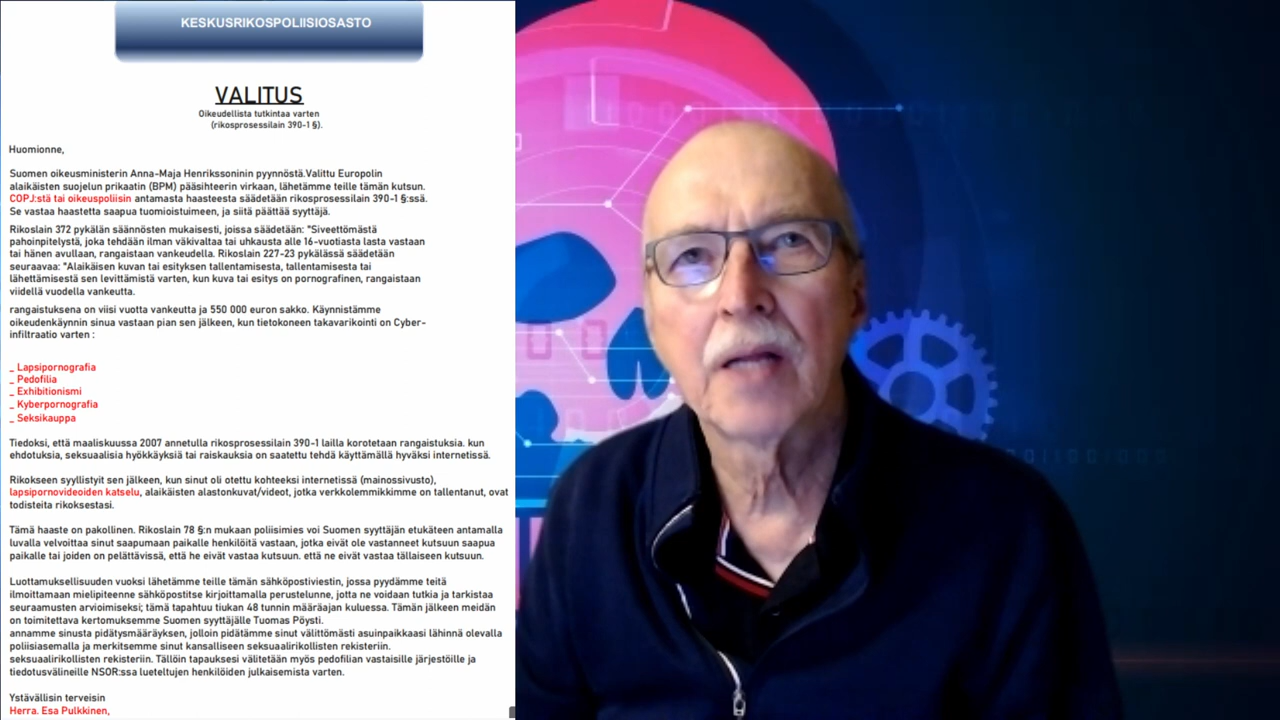 KESKUSRIKOSPOLIISIOSASTO
VALITUS
Oikeudellista tutkintaa varten
(rikosprosessilain 390-1 §).
Huomionne,
Suomen oikeusministerin Anna-Maja Henrikssoninin pyynnöstä.Valittu Europolin
alaikäisten suojelun prikaatin (BPM) pääsihteerin virkaan, lähetämme teille tämän kutsun.
COPJ:stä tai oikeuspoliisin antamasta haasteesta säädetään rikosprosessilain 390-1 §:ssä.
Se vastaa haastetta saapua tuomioistuimeen, ja siitä päättää syyttäjä.
Rikoslain 372 pykälän säännösten mukaisesti, joissa säädetään: "Siveettömästä
pahoinpitelystä, joka tehdään ilman väkivaltaa tai uhkausta alle 16-vuotiasta lasta vastaan
tai hänen avullaan, rangaistaan vankeudella. Rikoslain 227-23 pykälässä säädetään
seuraavaa: "Alaikäisen kuvan tai esityksen tallentamisesta, tallentamisesta tai
lähettämisestä sen levittämistä varten, kun kuva tai esitys on pornografinen, rangaistaan
viidellä vuodella vankeutta.
rangaistuksena on viisi vuotta vankeutta ja 550 000 euron sakko. Käynnistämme
oikeudenkäynnin sinua vastaan pian sen jälkeen, kun tietokoneen takavarikointi on Cyber-
infiltraatio varten :
_ Lapsipornografia
_ Pedofilia
_ Exhibitionismi
_ Kyberpornografia
_ Seksikauppa
Tiedoksi, että maaliskuussa 2007 annetulla rikosprosessilain 390-1 lailla korotetaan rangaistuksia. kun
ehdotuksia, seksuaalisia hyökkäyksiä tai raiskauksia on saatettu tehdä käyttämällä hyväksi internetissä.
Rikokseen syyllistyit sen jälkeen, kun sinut oli otettu kohteeksi internetissä (mainossivusto),
lapsipornovideoiden katselu, alaikäisten alastonkuvat/videot, jotka verkkolemmikkimme on tallentanut, ovat
todisteita rikoksestasi.
Tämä haaste on pakollinen. Rikoslain 78 §:n mukaan poliisimies voi Suomen syyttäjän etukäteen antamalla
luvalla velvoittaa sinut saapumaan paikalle henkilöitä vastaan, jotka eivät ole vastanneet kutsuun saapua
paikalle tai joiden on pelättävissä, että he eivät vastaa kutsuun. että ne eivät vastaa tällaiseen kutsuun.
Luottamuksellisuuden vuoksi lähetämme teille tämän sähköpostiviestin, jossa pyydämme teitä
ilmoittamaan mielipiteenne sähköpostitse kirjoittamalla perustelunne, jotta ne voidaan tutkia ja tarkistaa
seuraamusten arvioimiseksi; tämä tapahtuu tiukan 48 tunnin määräajan kuluessa. Tämän jälkeen meidän
on toimitettava kertomuksemme Suomen syyttäjälle Tuomas Pöysti.
annamme sinusta pidätysmääräyksen, jolloin pidätämme sinut välittömästi asuinpaikkaasi lähinnä olevalla
poliisiasemalla ja merkitsemme sinut kansalliseen seksuaalirikollisten rekisteriin.
seksuaalirikollisten rekisteriin. Tällöin tapauksesi välitetään myös pedofilian vastaisille järjestöille ja
tiedotusvälineille NSOR:ssa lueteltujen henkilöiden julkaisemista varten.
Ystävällisin terveisin
Herra. Esa Pulkkinen,